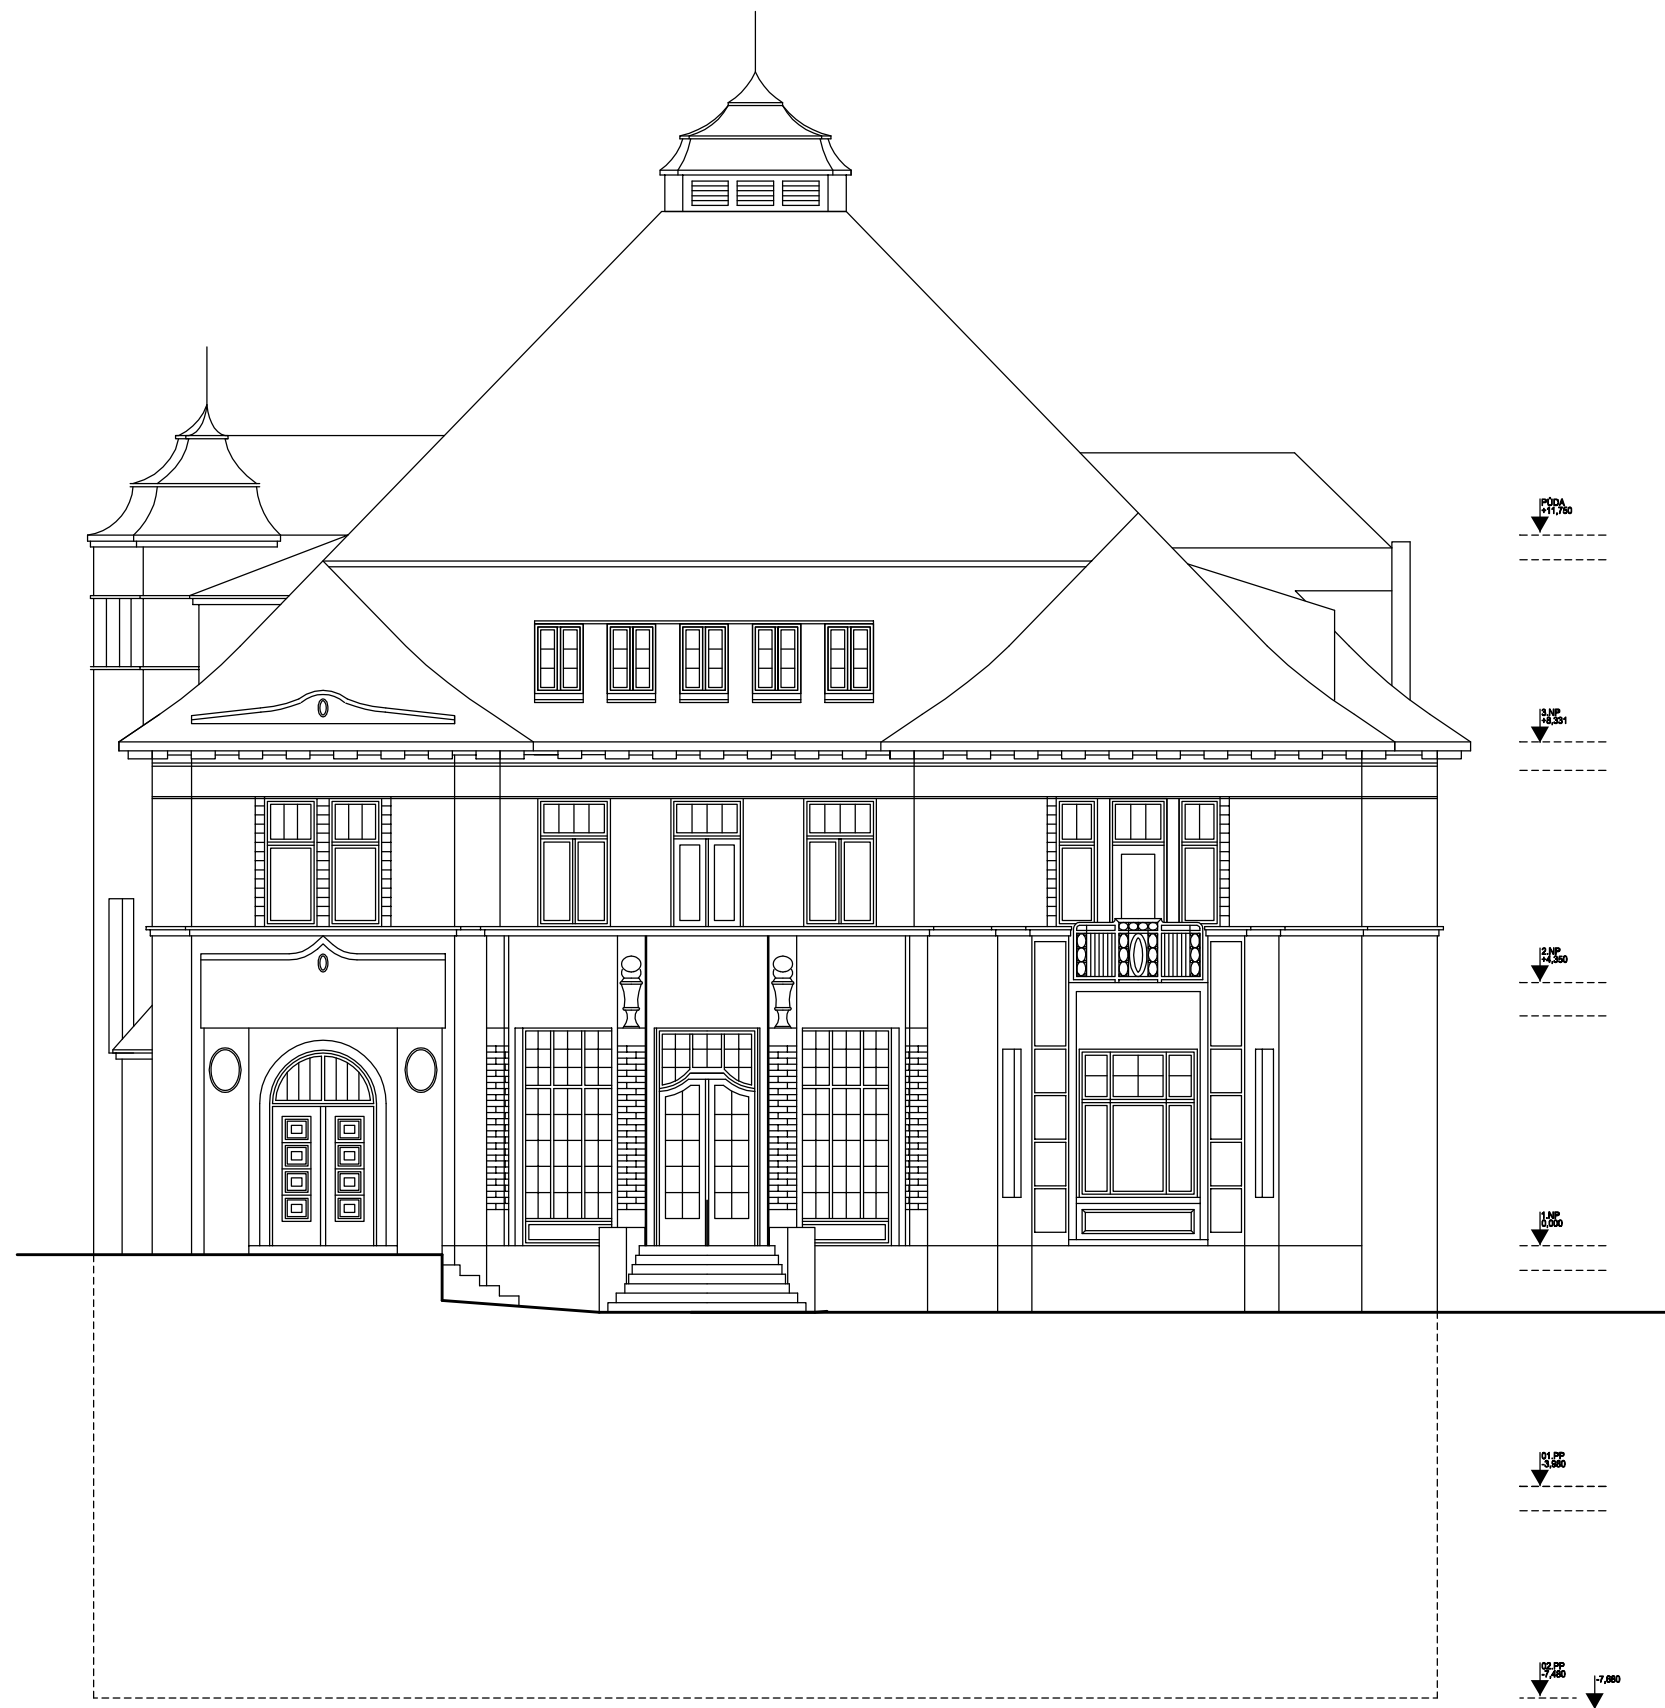 PŮDA
+11,750
3.NP
+8,331
2.NP
+4,350
1.NP
0,000
01.PP
-3,980
02.PP
-7,480
-7,680